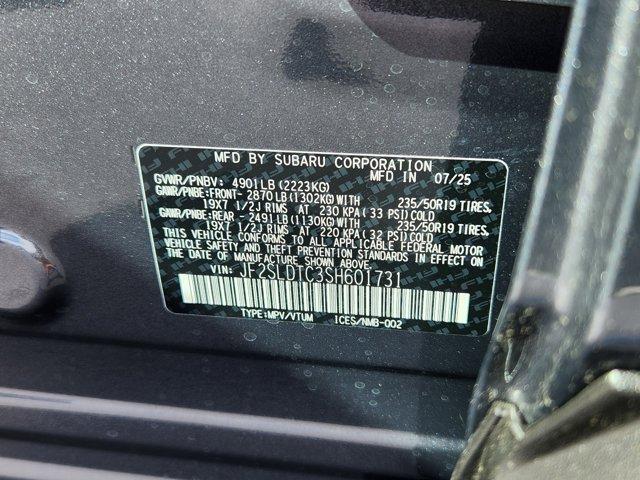 MFD BY SUBARU CORPORATION IN 07/25
GVWR/PNBV: 4901LB (2223KG)
GAWR/PNBE: FRONT- 2870 LB (1302KG) WITH 235/50R19 TIRES,
19X7 1/2J RIMS AT 230 KPA (33 PSI) COLD
GAWR/PNBE: REAR - 2491 LB (1130KG) WITH 235/50R19 TIRES,
19X7 1/2J RIMS AT 220 KPA (32 PSI) COLD
THIS VEHICLE CONFORMS TO ALL APPLICABLE FEDERAL MOTOR
VEHICLE SAFETY AND THEFT PREVENTION STANDARDS IN EFFECT ON
THE DATE OF MANUFACTURE SHOWN ABOVE.
VIN: JF2SLDTC3SH601731
TYPE: MPV/VTUM ICES/NMB-002